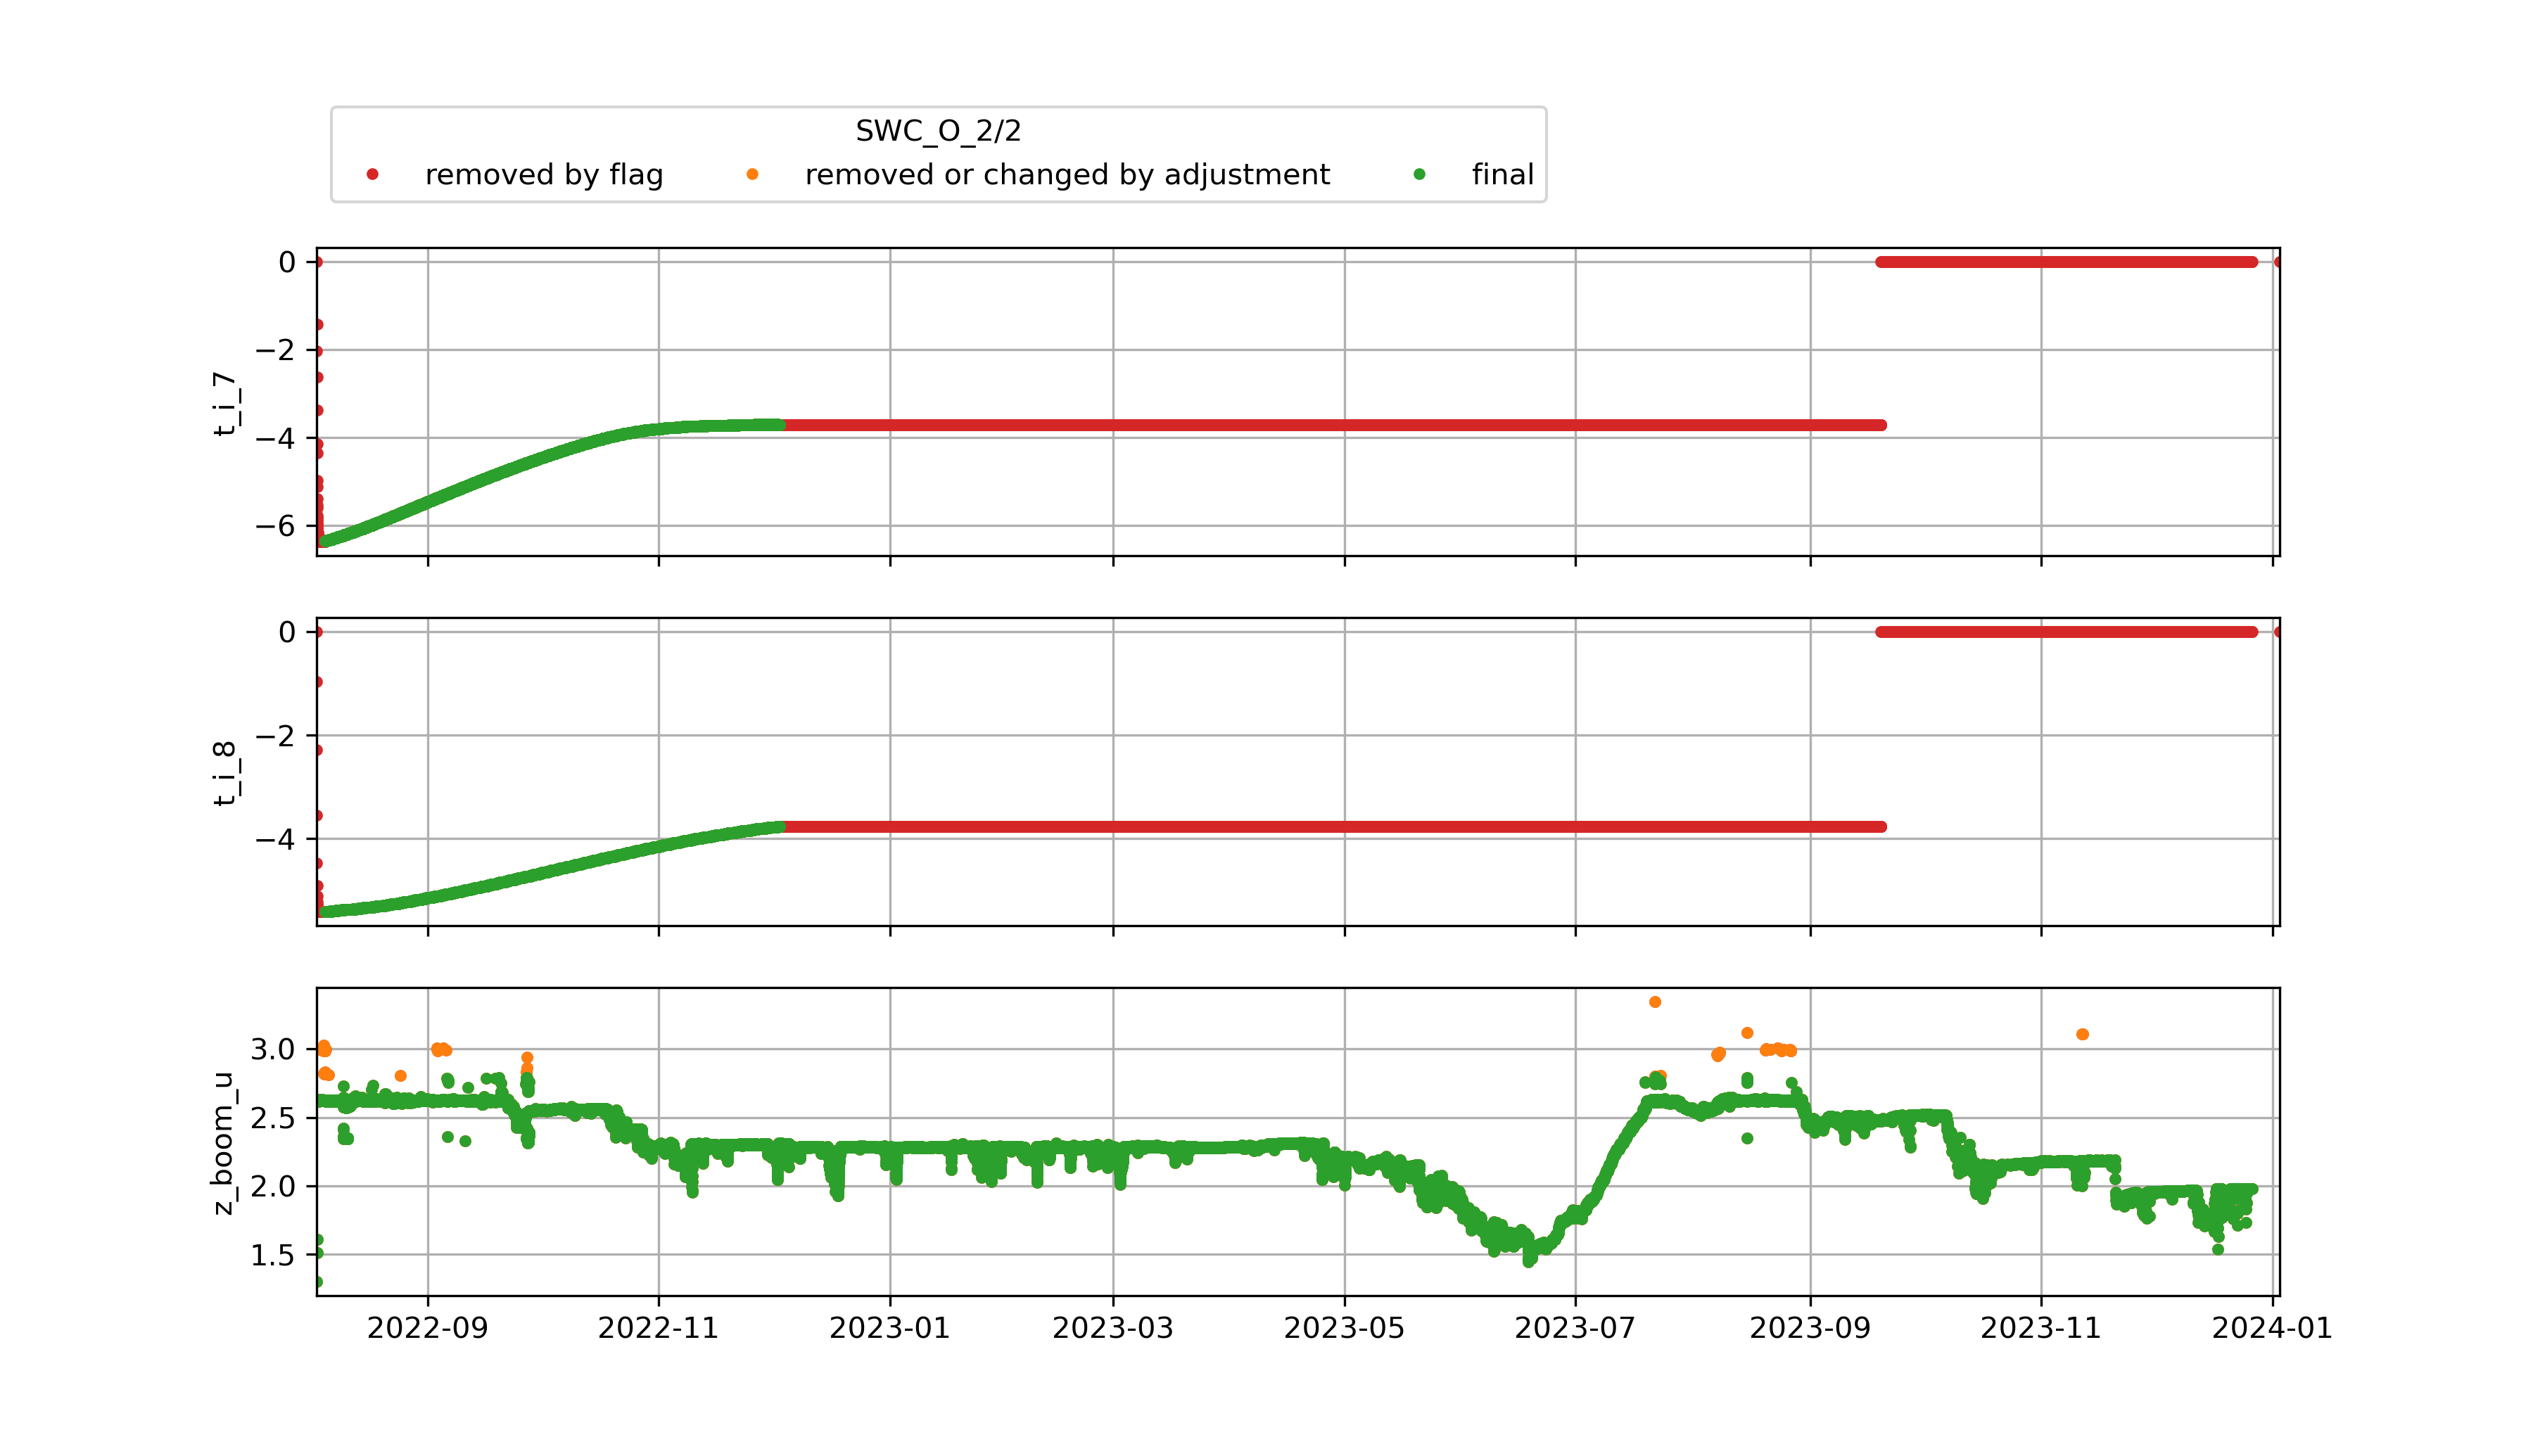 SWC_O_2/2
removed by flag removed or changed by adjustment final
0
−2
−4
−6
t_i_7
0
−2
−4
t_i_8
3.0
2.5
2.0
1.5
z_boom_u
2022-09 2022-11 2023-01 2023-03 2023-05 2023-07 2023-09 2023-11 2024-01